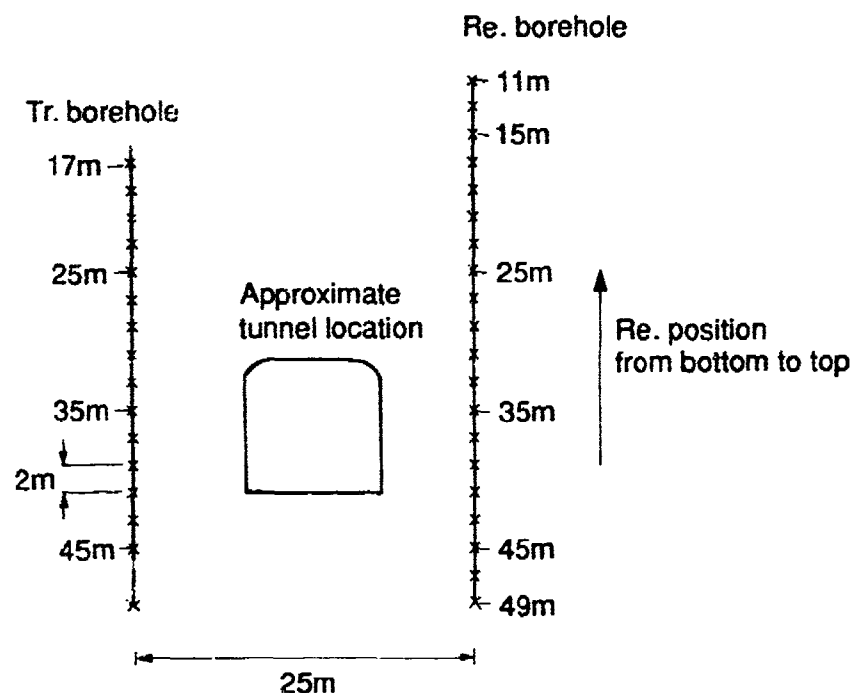 Re. borehole
11m
Tr. borehole
15m
17m
25m
25m
Approximate
tunnel location
Re. position
from bottom to top
35m
35m
2m
45m
45m
49m
25m